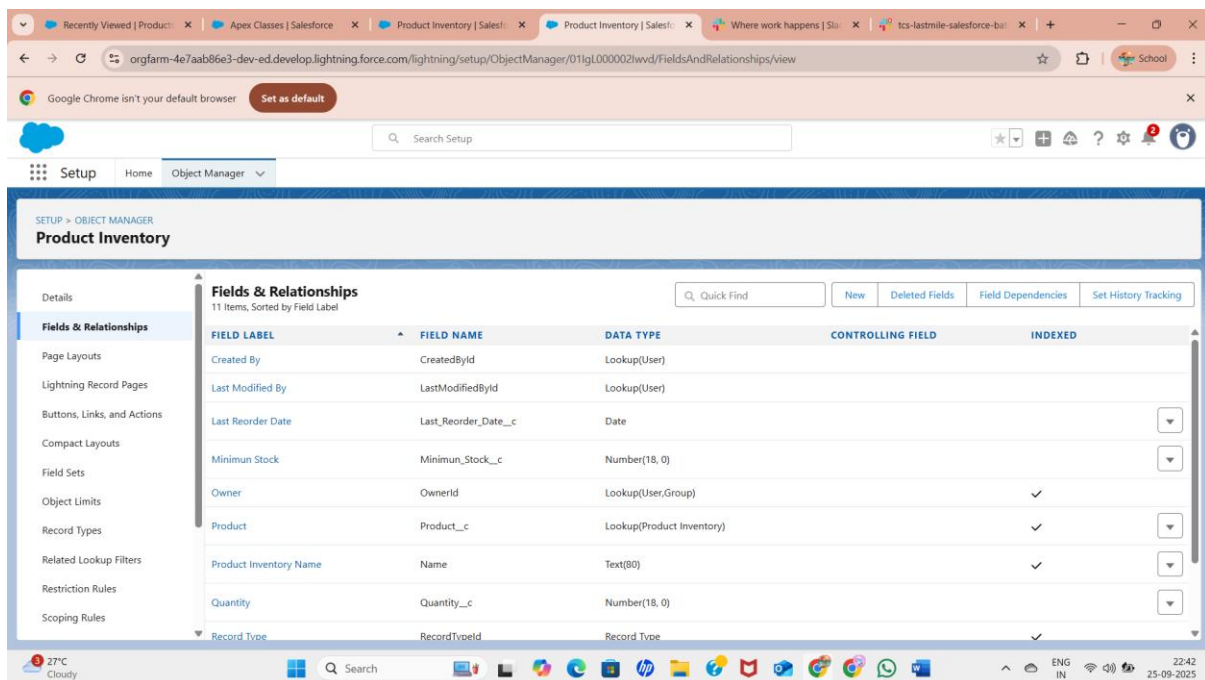 Recently Viewed | Products
Apex Classes | Salesforce
Product Inventory | Salesfo
Product Inventory | Salesfo
Where work happens | Sla
tcs-lastmile-salesforce-bat
orgfarm-4e7aab86e3-dev-ed.develop.lightning.force.com/lightning/setup/ObjectManager/01IgL000002Iwvd/FieldsAndRelationships/view
School
Google Chrome isn't your default browser
Set as default
Search Setup
2
Setup
Home
Object Manager
SETUP > OBJECT MANAGER
Product Inventory
Details
Fields & Relationships
Page Layouts
Lightning Record Pages
Buttons, Links, and Actions
Compact Layouts
Field Sets
Object Limits
Record Types
Related Lookup Filters
Restriction Rules
Scoping Rules
Fields & Relationships
11 Items, Sorted by Field Label
Quick Find
New
Deleted Fields
Field Dependencies
Set History Tracking
FIELD LABEL FIELD NAME DATA TYPE CONTROLLING FIELD INDEXED
Created By CreatedById Lookup(User)
Last Modified By LastModifiedById Lookup(User)
Last Reorder Date Last_Reorder_Date__c Date
Minimun Stock Minimun_Stock__c Number(18, 0)
Owner OwnerId Lookup(User,Group)
Product Product__c Lookup(Product Inventory)
Product Inventory Name Name Text(80)
Quantity Quantity__c Number(18, 0)
Record Type RecordTypeId Record Type
3
27°C
Cloudy
Search
ENG
IN
22:42
25-09-2025